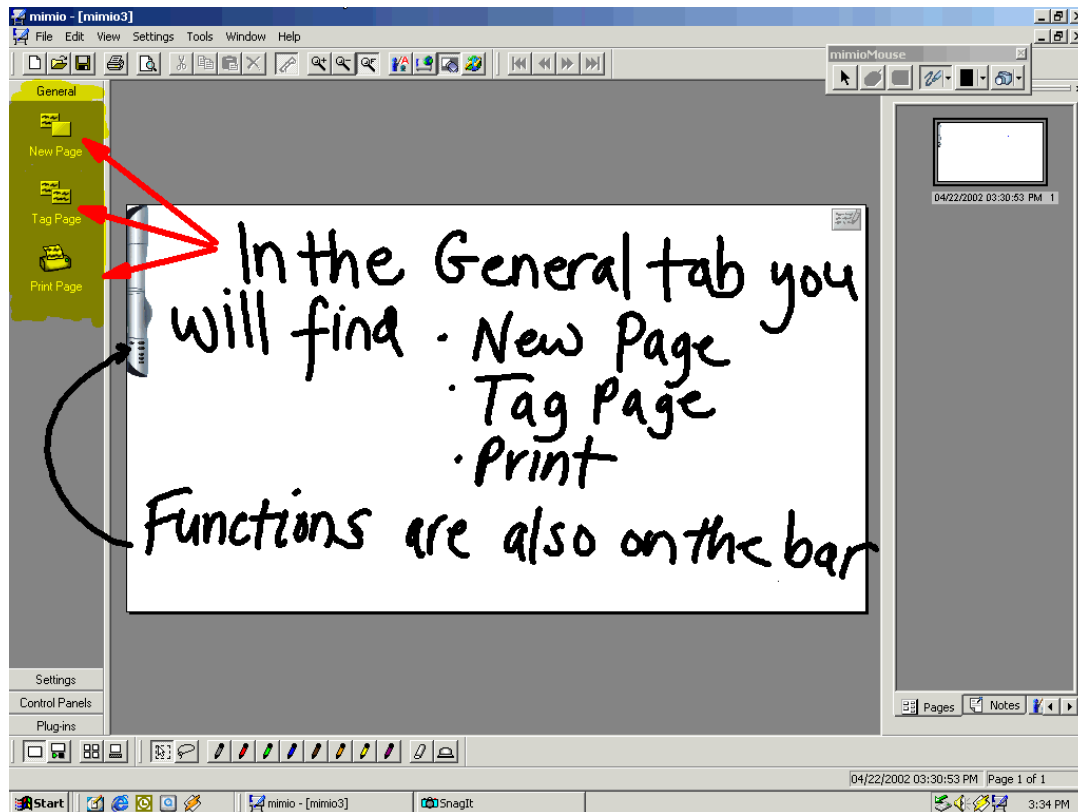 mimio - [mimio3]
File Edit View Settings Tools Window Help
mimioMouse
General
New Page
Tag Page
Print Page
04/22/2002 03:30:53 PM 1
In the General tab you
will find · New Page
· Tag Page
· Print
Functions are also on the bar
Settings
Control Panels
Plug-ins
Pages Notes
04/22/2002 03:30:53 PM Page 1 of 1
Start mimio - [mimio3] SnagIt 3:34 PM